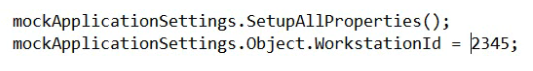 mockApplicationSettings.SetupAllProperties();
mockApplicationSettings.Object.WorkstationId = 2345;